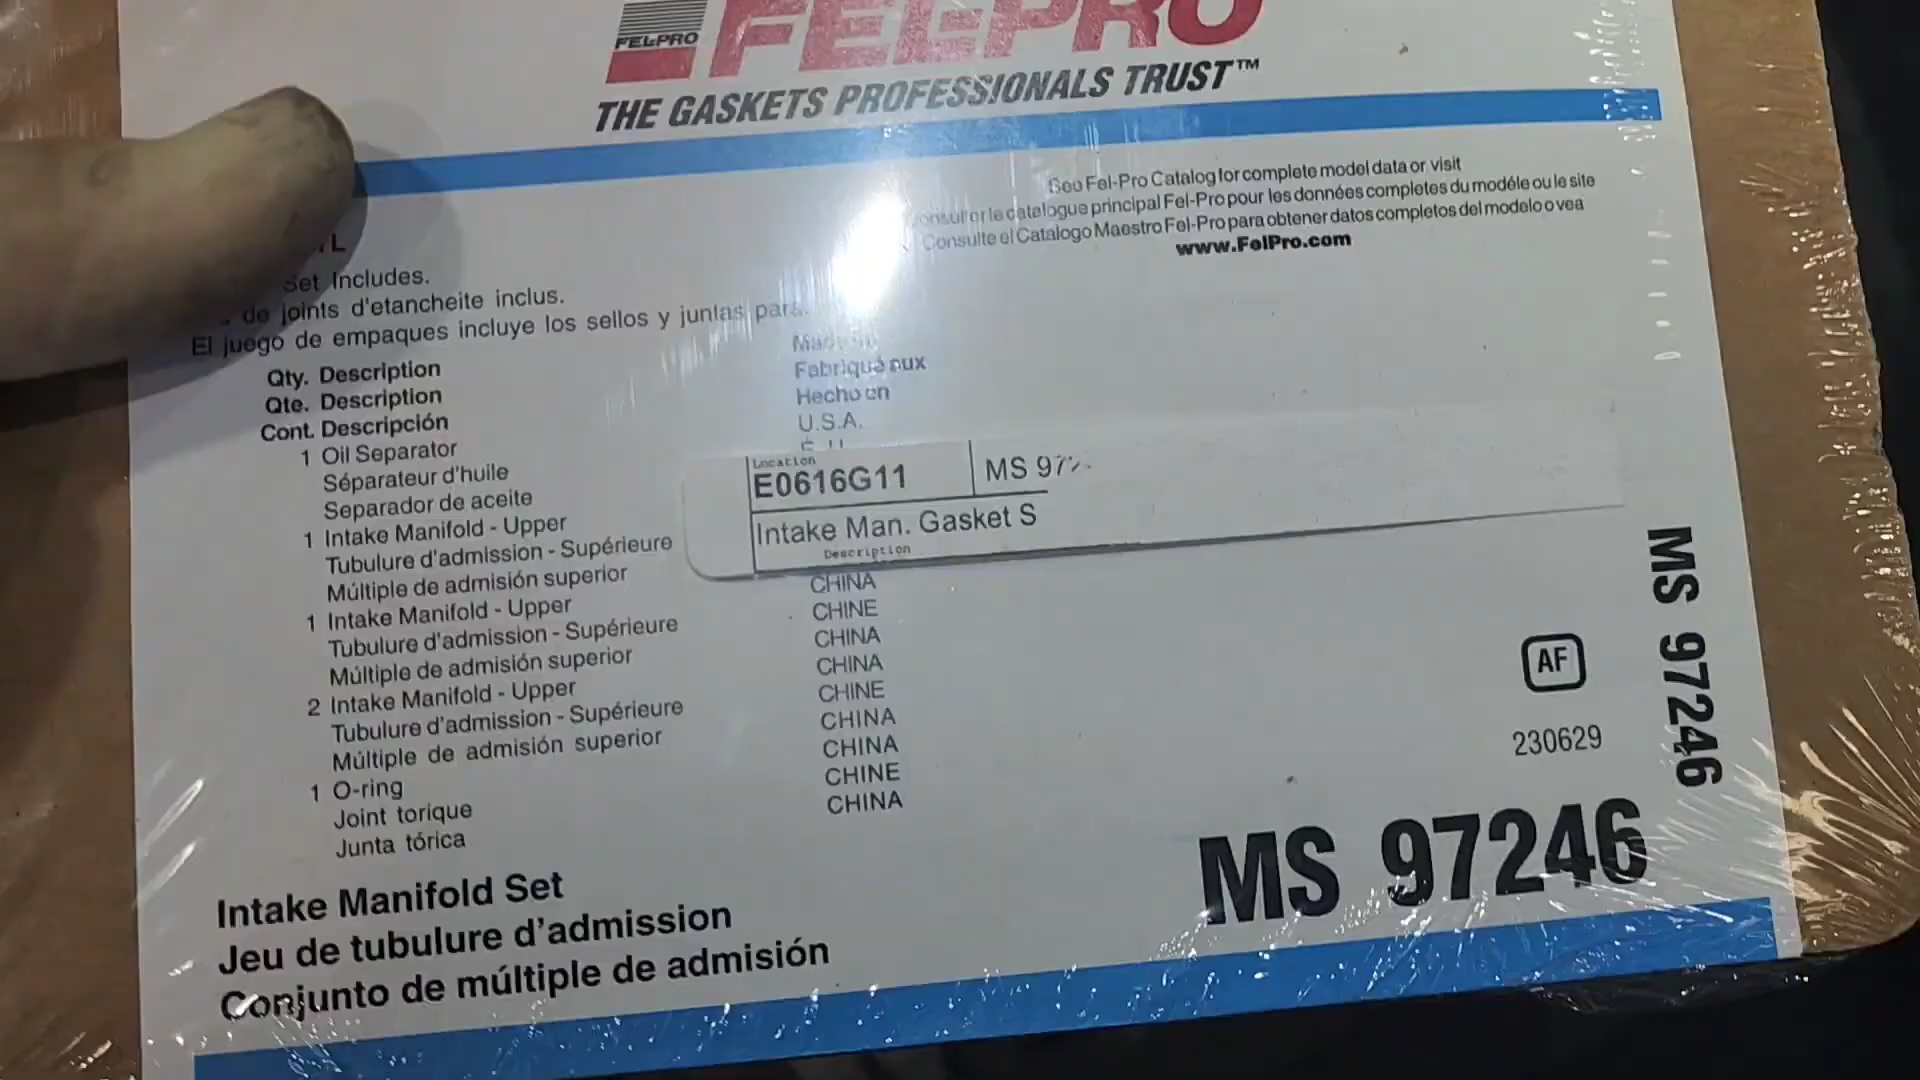 FELPRO
FEL-PRO
THE GASKETS PROFESSIONALS TRUST™
See Fel-Pro Catalog for complete model data or visit
Consulter le catalogue principal Fel-Pro pour les données completes du modéle ou le site
Consulte el Catalogo Maestro Fel-Pro para obtener datos completos del modelo o vea
www.FelPro.com
Set Includes.
de joints d'etancheite inclus.
El juego de empaques incluye los sellos y juntas para.
Qty. Description
Made in
Qte. Description
Fabriqué aux
Cont. Descripción
Hecho en
1 Oil Separator
U.S.A.
Séparateur d'huile
Separador de aceite
1 Intake Manifold - Upper
Tubulure d'admission - Supérieure
Múltiple de admisión superior
CHINA
1 Intake Manifold - Upper
CHINE
Tubulure d'admission - Supérieure
CHINA
Múltiple de admisión superior
CHINA
2 Intake Manifold - Upper
CHINE
Tubulure d'admission - Supérieure
CHINA
Múltiple de admisión superior
CHINA
1 O-ring
CHINE
Joint torique
CHINA
Junta tórica
Location
E0616G11
MS 972
Intake Man. Gasket S
Description
AF
230629
MS 97246
MS 97246
Intake Manifold Set
Jeu de tubulure d'admission
Conjunto de múltiple de admisión